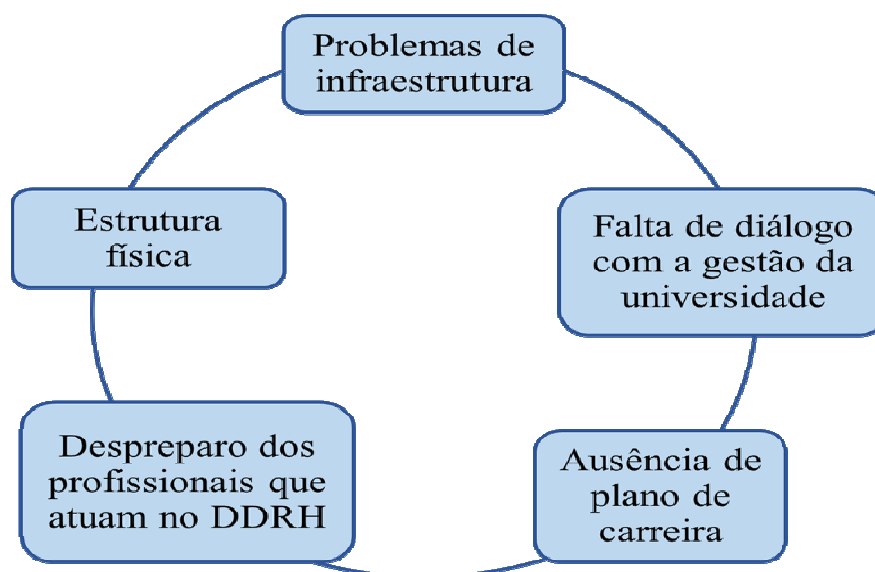 Problemas de
infraestrutura
Falta de diálogo
com a gestão da
universidade
Ausência de
plano de
carreira
Despreparo dos
profissionais que
atuam no DDRH
Estrutura
física